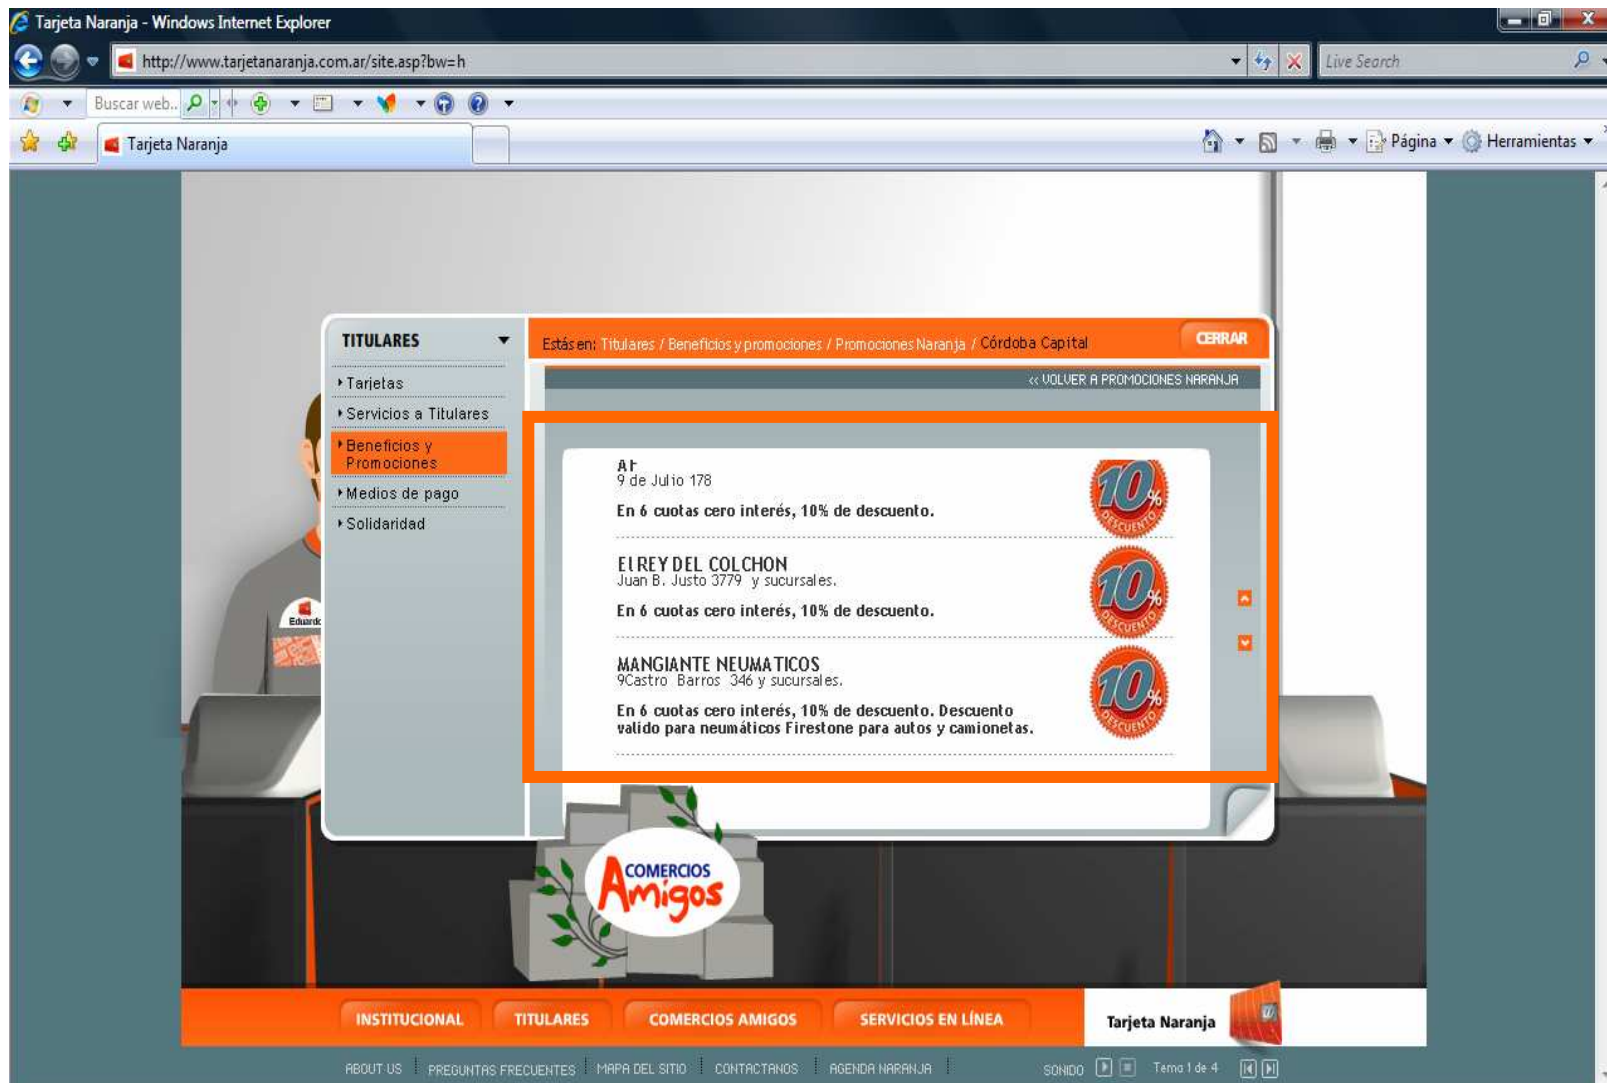 Tarjeta Naranja - Windows Internet Explorer
http://www.tarjetanaranja.com.ar/site.asp?bw=h
Live Search
Buscar web..
Tarjeta Naranja
Página
Herramientas
TITULARES
Tarjetas
Servicios a Titulares
Beneficios y
Promociones
Medios de pago
Solidaridad
Estás en: Titulares / Beneficios y promociones / Promociones Naranja / Córdoba Capital
CERRAR
<< VOLVER A PROMOCIONES NARANJA
9 de Julio 178
En 6 cuotas cero interés, 10% de descuento.
10%
DESCUENTO
El REY DEL COLCHON
Juan B. Justo 3779 y sucursales.
En 6 cuotas cero interés, 10% de descuento.
10%
DESCUENTO
MANGIANTE NEUMATICOS
9Castro Barros 346 y sucursales.
En 6 cuotas cero interés, 10% de descuento. Descuento
valido para neumáticos Firestone para autos y camionetas.
10%
DESCUENTO
Eduardo
COMERCIOS
Amigos
INSTITUCIONAL
TITULARES
COMERCIOS AMIGOS
SERVICIOS EN LÍNEA
Tarjeta Naranja
ABOUT US
PREGUNTAS FRECUENTES
MAPA DEL SITIO
CONTACTANOS
AGENDA NARANJA
SONIDO
Tema 1 de 4